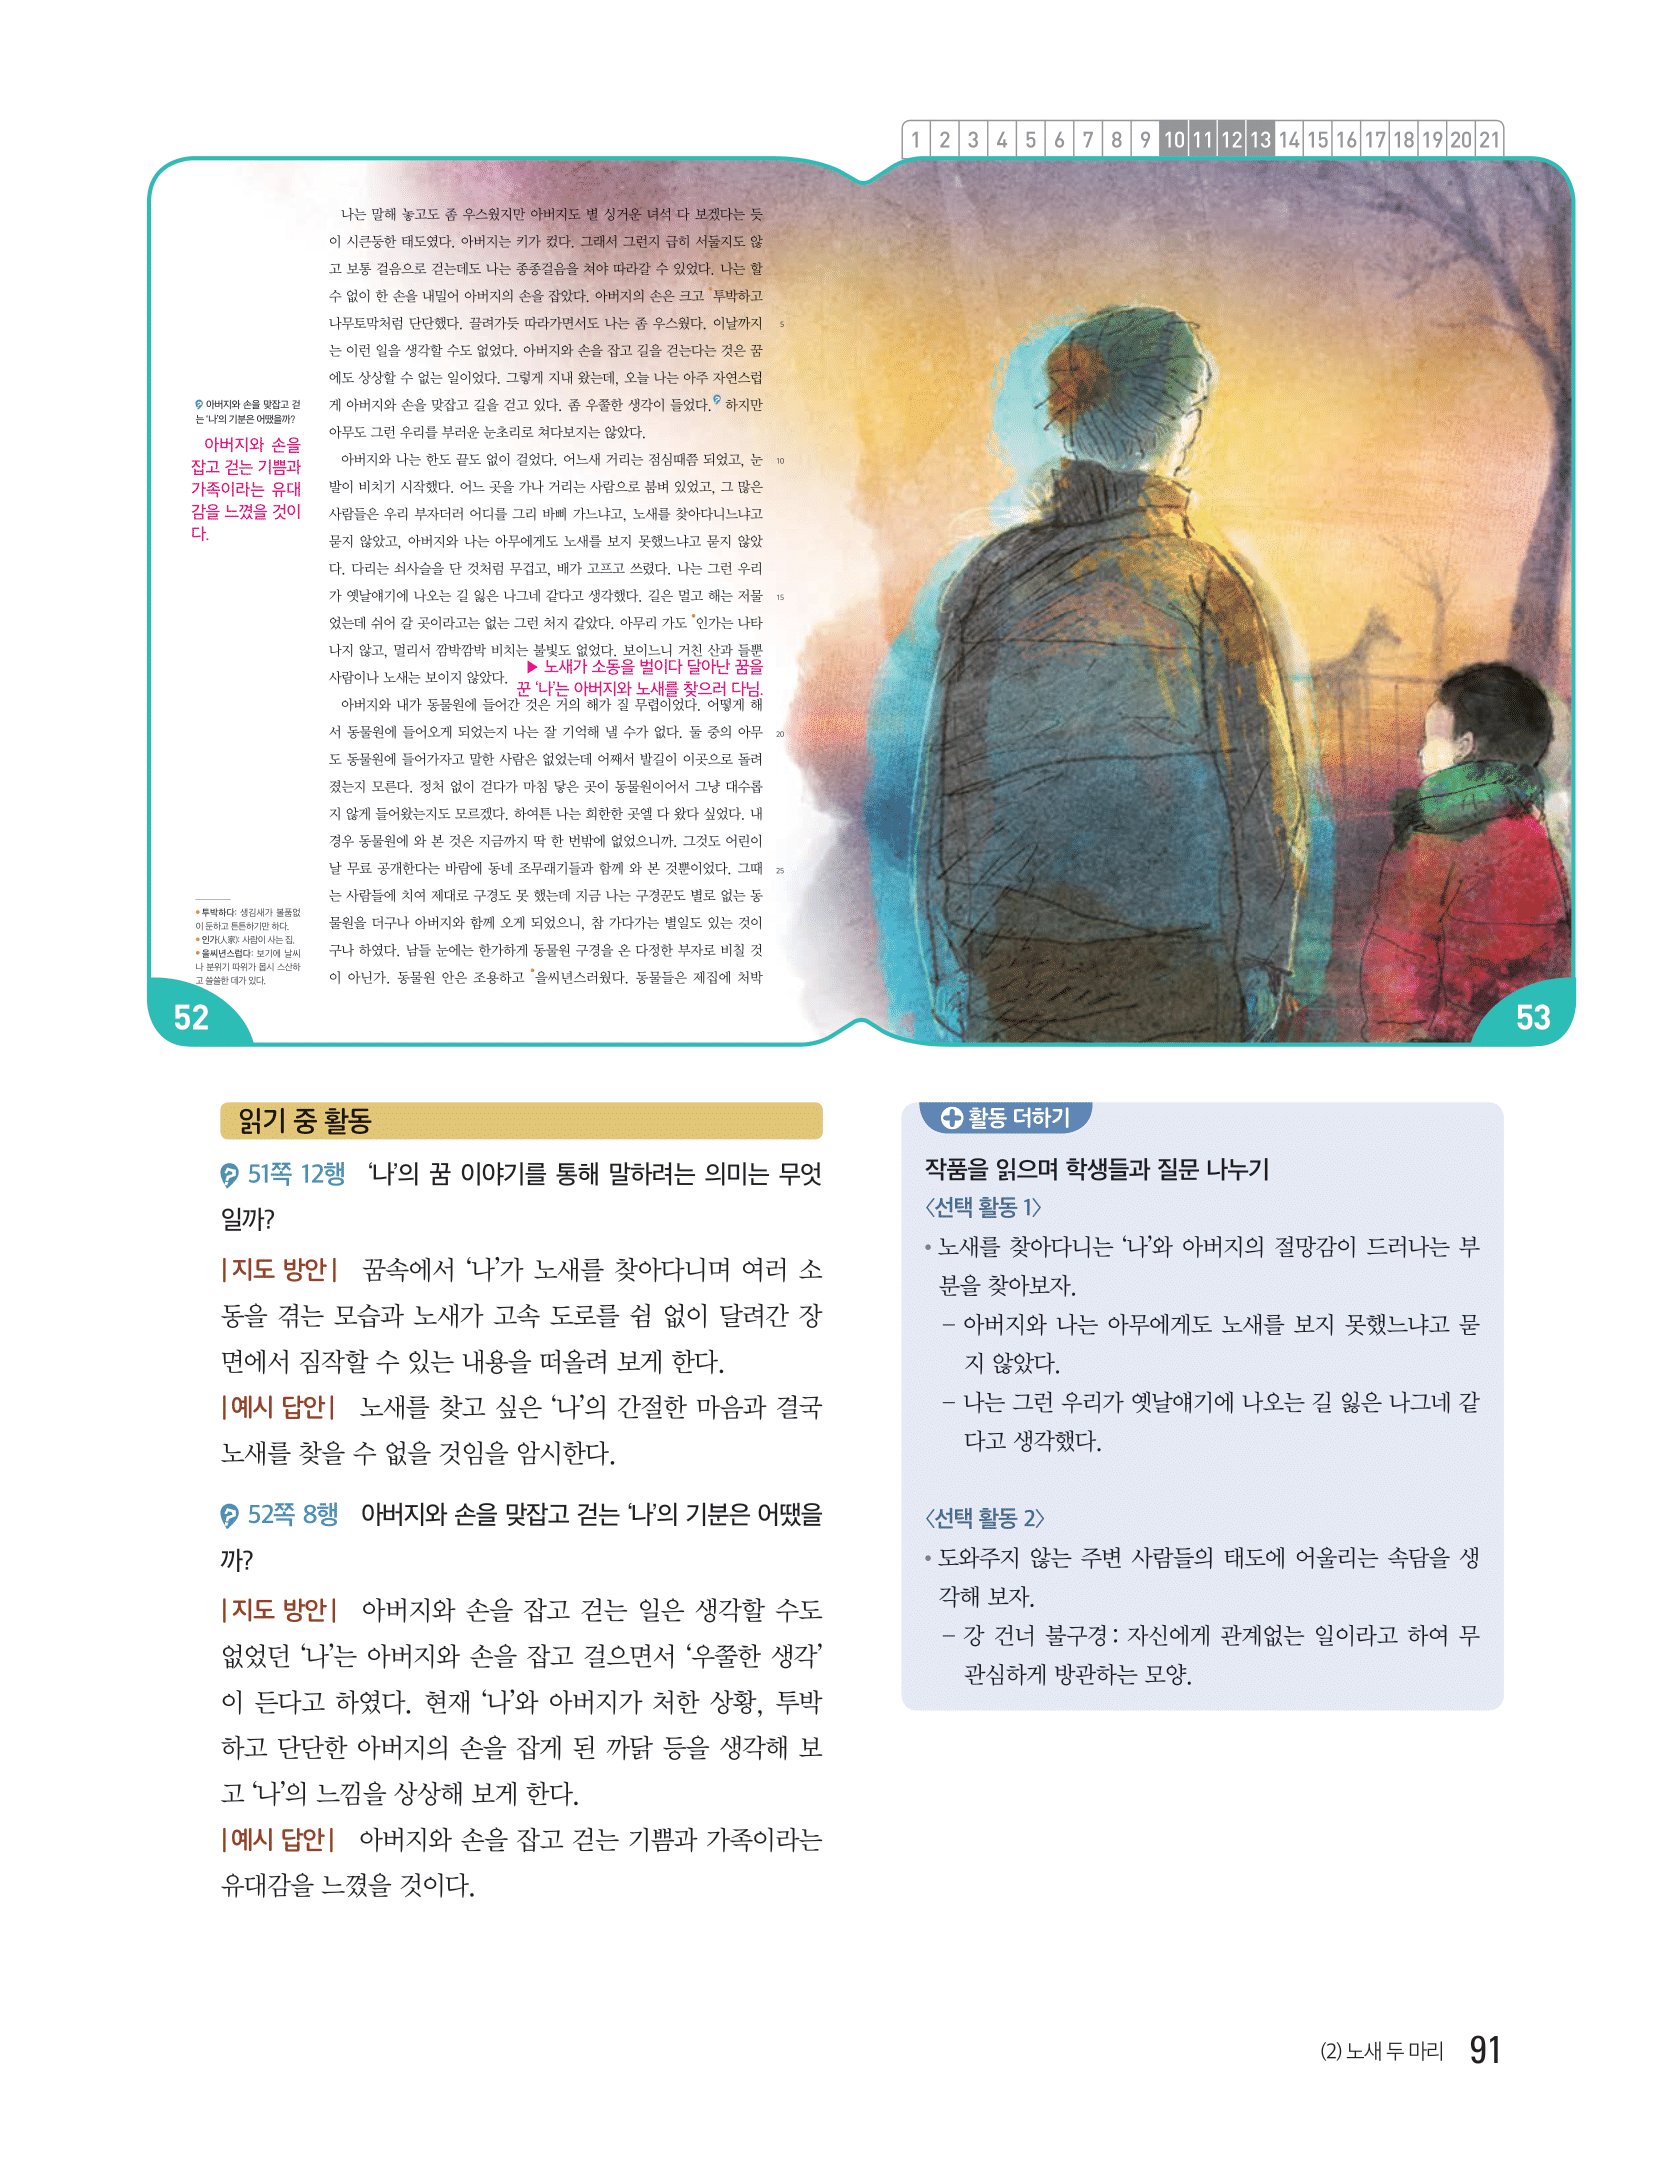 1 2 3 4 5 6 7 8 9 10 11 12 13 14 15 16 17 18 19 20 21
나는 말해 놓고도 좀 우스웠지만 아버지도 별 싱거운 녀석 다 보겠다는 듯
이 시큰둥한 태도였다. 아버지는 키가 컸다. 그래서 그런지 급히 서둘지도 않
고 보통 걸음으로 걷는데도 나는 종종걸음을 쳐야 따라갈 수 있었다. 나는 할
수 없이 한 손을 내밀어 아버지의 손을 잡았다. 아버지의 손은 크고 •투박하고
나무토막처럼 단단했다. 끌려가듯 따라가면서도 나는 좀 우스웠다. 이날까지 5
는 이런 일을 생각할 수도 없었다. 아버지와 손을 잡고 길을 걷는다는 것은 꿈
에도 상상할 수 없는 일이었다. 그렇게 지내 왔는데, 오늘 나는 아주 자연스럽
게 아버지와 손을 맞잡고 길을 걷고 있다. 좀 우쭐한 생각이 들었다. 하지만
아무도 그런 우리를 부러운 눈초리로 쳐다보지는 않았다.
아버지와 나는 한도 끝도 없이 걸었다. 어느새 거리는 점심때쯤 되었고, 눈 10
발이 비치기 시작했다. 어느 곳을 가나 거리는 사람으로 붐벼 있었고, 그 많은
사람들은 우리 부자더러 어디를 그리 바삐 가느냐고, 노새를 찾아다니느냐고
묻지 않았고, 아버지와 나는 아무에게도 노새를 보지 못했느냐고 묻지 않았
다. 다리는 쇠사슬을 단 것처럼 무겁고, 배가 고프고 쓰렸다. 나는 그런 우리
가 옛날얘기에 나오는 길 잃은 나그네 같다고 생각했다. 길은 멀고 해는 저물 15
었는데 쉬어 갈 곳이라고는 없는 그런 처지 같았다. 아무리 가도 •인가는 나타
나지 않고, 멀리서 깜박깜박 비치는 불빛도 없었다. 보이느니 거친 산과 들뿐
사람이나 노새는 보이지 않았다.
▶ 노새가 소동을 벌이다 달아난 꿈을
꾼 ‘나’는 아버지와 노새를 찾으러 다님.
아버지와 내가 동물원에 들어간 것은 거의 해가 질 무렵이었다. 어떻게 해
서 동물원에 들어오게 되었는지 나는 잘 기억해 낼 수가 없다. 둘 중의 아무 20
도 동물원에 들어가자고 말한 사람은 없었는데 어째서 발길이 이곳으로 돌려
졌는지 모른다. 정처 없이 걷다가 마침 닿은 곳이 동물원이어서 그냥 대수롭
지 않게 들어왔는지도 모르겠다. 하여튼 나는 희한한 곳엘 다 왔다 싶었다. 내
경우 동물원에 와 본 것은 지금까지 딱 한 번밖에 없었으니까. 그것도 어린이
날 무료 공개한다는 바람에 동네 조무래기들과 함께 와 본 것뿐이었다. 그때 25
는 사람들에 치여 제대로 구경도 못 했는데 지금 나는 구경꾼도 별로 없는 동
물원을 더구나 아버지와 함께 오게 되었으니, 참 가다가는 별일도 있는 것이
구나 하였다. 남들 눈에는 한가하게 동물원 구경을 온 다정한 부자로 비칠 것
이 아닌가. 동물원 안은 조용하고 •을씨년스러웠다. 동물들은 제집에 처박
아버지와 손을 맞잡고 걷
는 ‘나’의 기분은 어땠을까?
아버지와 손을
잡고 걷는 기쁨과
가족이라는 유대
감을 느꼈을 것이
다.
• 투박하다: 생김새가 볼품없
이 둔하고 튼튼하기만 하다.
• 인가(人家): 사람이 사는 집.
• 을씨년스럽다: 보기에 날씨
나 분위기 따위가 몹시 스산하
고 쓸쓸한 데가 있다.
52
53
읽기 중 활동
51쪽 12행 ‘나’의 꿈 이야기를 통해 말하려는 의미는 무엇
일까?
|지도 방안| 꿈속에서 ‘나’가 노새를 찾아다니며 여러 소
동을 겪는 모습과 노새가 고속 도로를 쉼 없이 달려간 장
면에서 짐작할 수 있는 내용을 떠올려 보게 한다.
|예시 답안| 노새를 찾고 싶은 ‘나’의 간절한 마음과 결국
노새를 찾을 수 없을 것임을 암시한다.
52쪽 8행 아버지와 손을 맞잡고 걷는 ‘나’의 기분은 어땠을
까?
|지도 방안| 아버지와 손을 잡고 걷는 일은 생각할 수도
없었던 ‘나’는 아버지와 손을 잡고 걸으면서 ‘우쭐한 생각’
이 든다고 하였다. 현재 ‘나’와 아버지가 처한 상황, 투박
하고 단단한 아버지의 손을 잡게 된 까닭 등을 생각해 보
고 ‘나’의 느낌을 상상해 보게 한다.
|예시 답안| 아버지와 손을 잡고 걷는 기쁨과 가족이라는
유대감을 느꼈을 것이다.
활동 더하기
작품을 읽으며 학생들과 질문 나누기
〈선택 활동 1〉
• 노새를 찾아다니는 ‘나’와 아버지의 절망감이 드러나는 부
분을 찾아보자.
– 아버지와 나는 아무에게도 노새를 보지 못했느냐고 묻
지 않았다.
– 나는 그런 우리가 옛날얘기에 나오는 길 잃은 나그네 같
다고 생각했다.
〈선택 활동 2〉
• 도와주지 않는 주변 사람들의 태도에 어울리는 속담을 생
각해 보자.
– 강 건너 불구경: 자신에게 관계없는 일이라고 하여 무
관심하게 방관하는 모양.
(2) 노새 두 마리 91